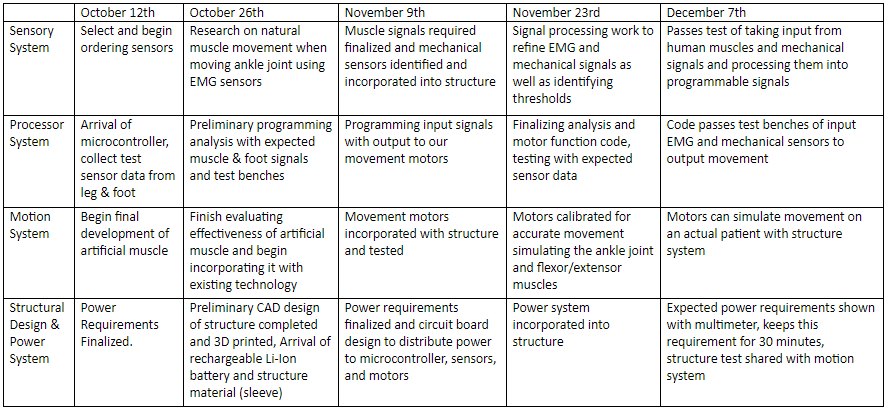 October 12th October 26th November 9th November 23rd December 7th
Sensory Select and begin Research on natural Muscle signals required Signal processing work to Passes test of taking input from
System ordering sensors muscle movement when finalized and mechanical refine EMG and human muscles and mechanical
moving ankle joint using sensors identified and mechanical signals as signals and processing them into
EMG sensors incorporated into structure well as identifying programmable signals
thresholds
Processor Arrival of Preliminary programming Programming input signals Finalizing analysis and Code passes test benches of input
System microcontroller, analysis with expected with output to our motor function code, EMG and mechanical sensors to
collect test muscle & foot signals movement motors testing with expected output movement
sensor data from and test benches sensor data
leg & foot
Motion Begin final Finish evaluating Movement motors Motors calibrated for Motors can simulate movement on
System development of effectiveness of artificial incorporated with structure accurate movement an actual patient with structure
artificial muscle muscle and begin and tested simulating the ankle joint system
incorporating it with and flexor/extensor
existing technology muscles
Structural Power Preliminary CAD design Power requirements Power system Expected power requirements shown
Design & Requirements of structure completed finalized and circuit board incorporated into with multimeter, keeps this
Power Finalized. and 3D printed, Arrival of design to distribute power structure requirement for 30 minutes,
System rechargeable Li-Ion to microcontroller, sensors, structure test shared with motion
battery and structure and motors system
material (sleeve)